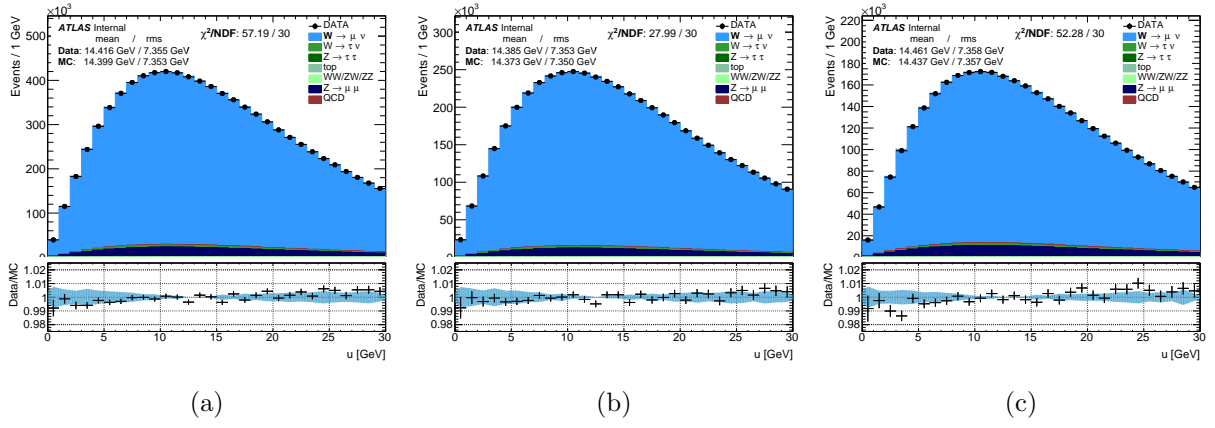 ×10³
ATLAS Internal
mean / rms
Data: 14.416 GeV / 7.355 GeV
MC: 14.399 GeV / 7.353 GeV
χ²/NDF: 57.19 / 30
DATA
W → μ ν
W → τ ν
Z → τ τ
top
WW/ZW/ZZ
Z → μ μ
QCD
Events / 1 GeV
500
400
300
200
100
0
Data/MC
1.02
1.01
1
0.99
0.98
0 5 10 15 20 25 30
u [GeV]
(a)
×10³
ATLAS Internal
mean / rms
Data: 14.385 GeV / 7.353 GeV
MC: 14.373 GeV / 7.350 GeV
χ²/NDF: 27.99 / 30
DATA
W → μ ν
W → τ ν
Z → τ τ
top
WW/ZW/ZZ
Z → μ μ
QCD
Events / 1 GeV
300
250
200
150
100
50
0
Data/MC
1.02
1.01
1
0.99
0.98
0 5 10 15 20 25 30
u [GeV]
(b)
×10³
ATLAS Internal
mean / rms
Data: 14.461 GeV / 7.358 GeV
MC: 14.437 GeV / 7.357 GeV
χ²/NDF: 52.28 / 30
DATA
W → μ ν
W → τ ν
Z → τ τ
top
WW/ZW/ZZ
Z → μ μ
QCD
Events / 1 GeV
220
200
180
160
140
120
100
80
60
40
20
0
Data/MC
1.02
1.01
1
0.99
0.98
0 5 10 15 20 25 30
u [GeV]
(c)